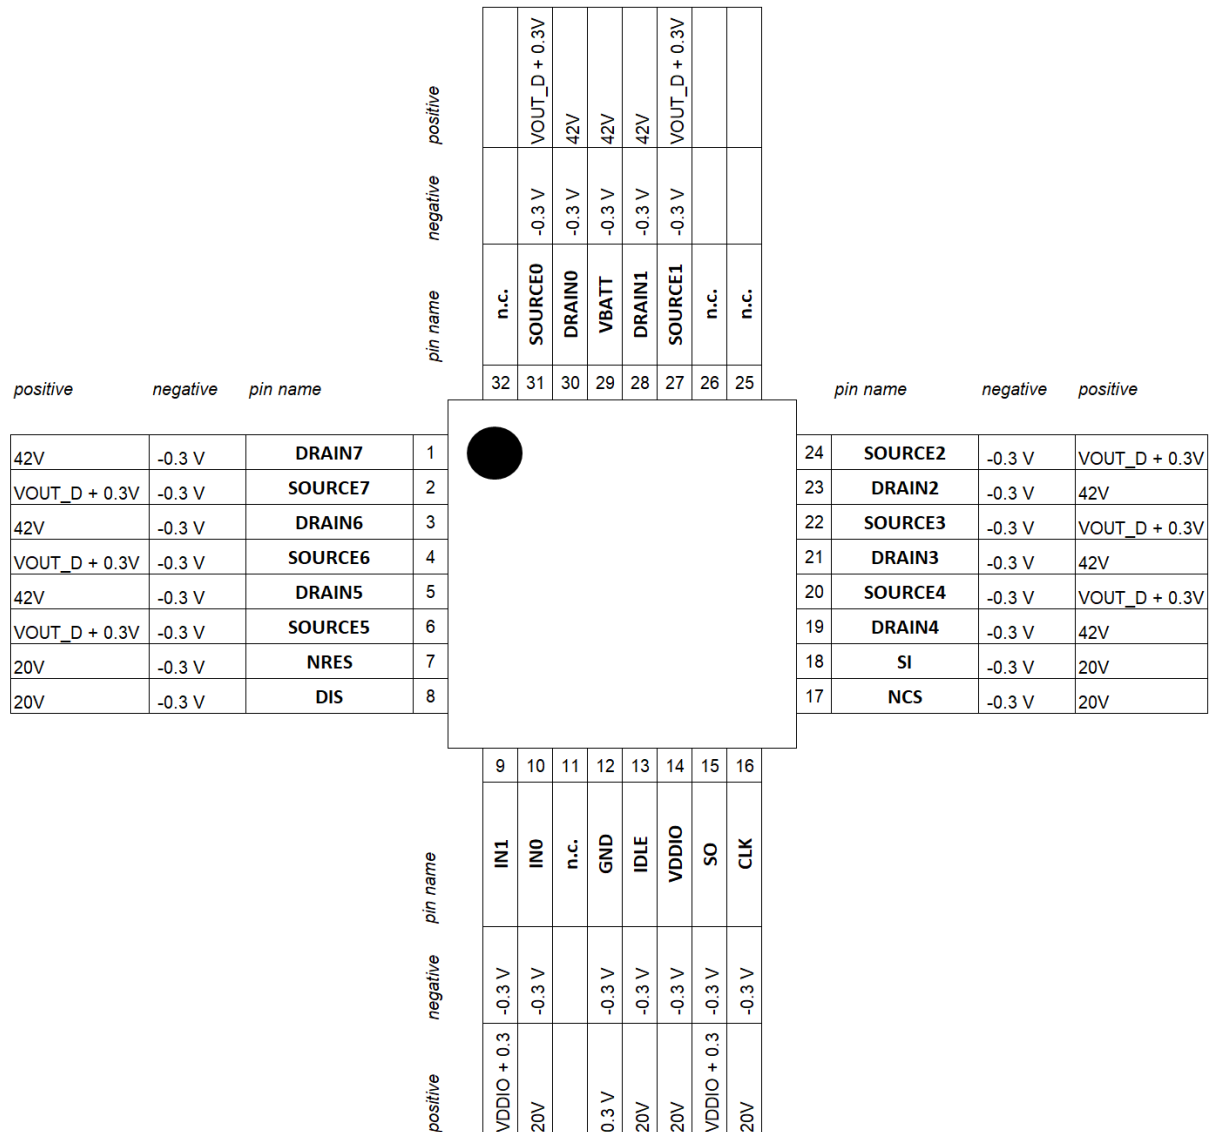 positive
VOUT_D + 0.3V
42V
42V
42V
VOUT_D + 0.3V
negative
-0.3 V
-0.3 V
-0.3 V
-0.3 V
-0.3 V
pin name
n.c.
SOURCE0
DRAIN0
VBATT
DRAIN1
SOURCE1
n.c.
n.c.
32 31 30 29 28 27 26 25
positive negative pin name
42V -0.3 V DRAIN7 1
VOUT_D + 0.3V -0.3 V SOURCE7 2
42V -0.3 V DRAIN6 3
VOUT_D + 0.3V -0.3 V SOURCE6 4
42V -0.3 V DRAIN5 5
VOUT_D + 0.3V -0.3 V SOURCE5 6
20V -0.3 V NRES 7
20V -0.3 V DIS 8
pin name negative positive
24 SOURCE2 -0.3 V VOUT_D + 0.3V
23 DRAIN2 -0.3 V 42V
22 SOURCE3 -0.3 V VOUT_D + 0.3V
21 DRAIN3 -0.3 V 42V
20 SOURCE4 -0.3 V VOUT_D + 0.3V
19 DRAIN4 -0.3 V 42V
18 SI -0.3 V 20V
17 NCS -0.3 V 20V
9 10 11 12 13 14 15 16
pin name
IN1
IN0
n.c.
GND
IDLE
VDDIO
SO
CLK
negative
-0.3 V
-0.3 V
-0.3 V
-0.3 V
-0.3 V
-0.3 V
-0.3 V
positive
VDDIO + 0.3
20V
0.3 V
20V
20V
VDDIO + 0.3
20V